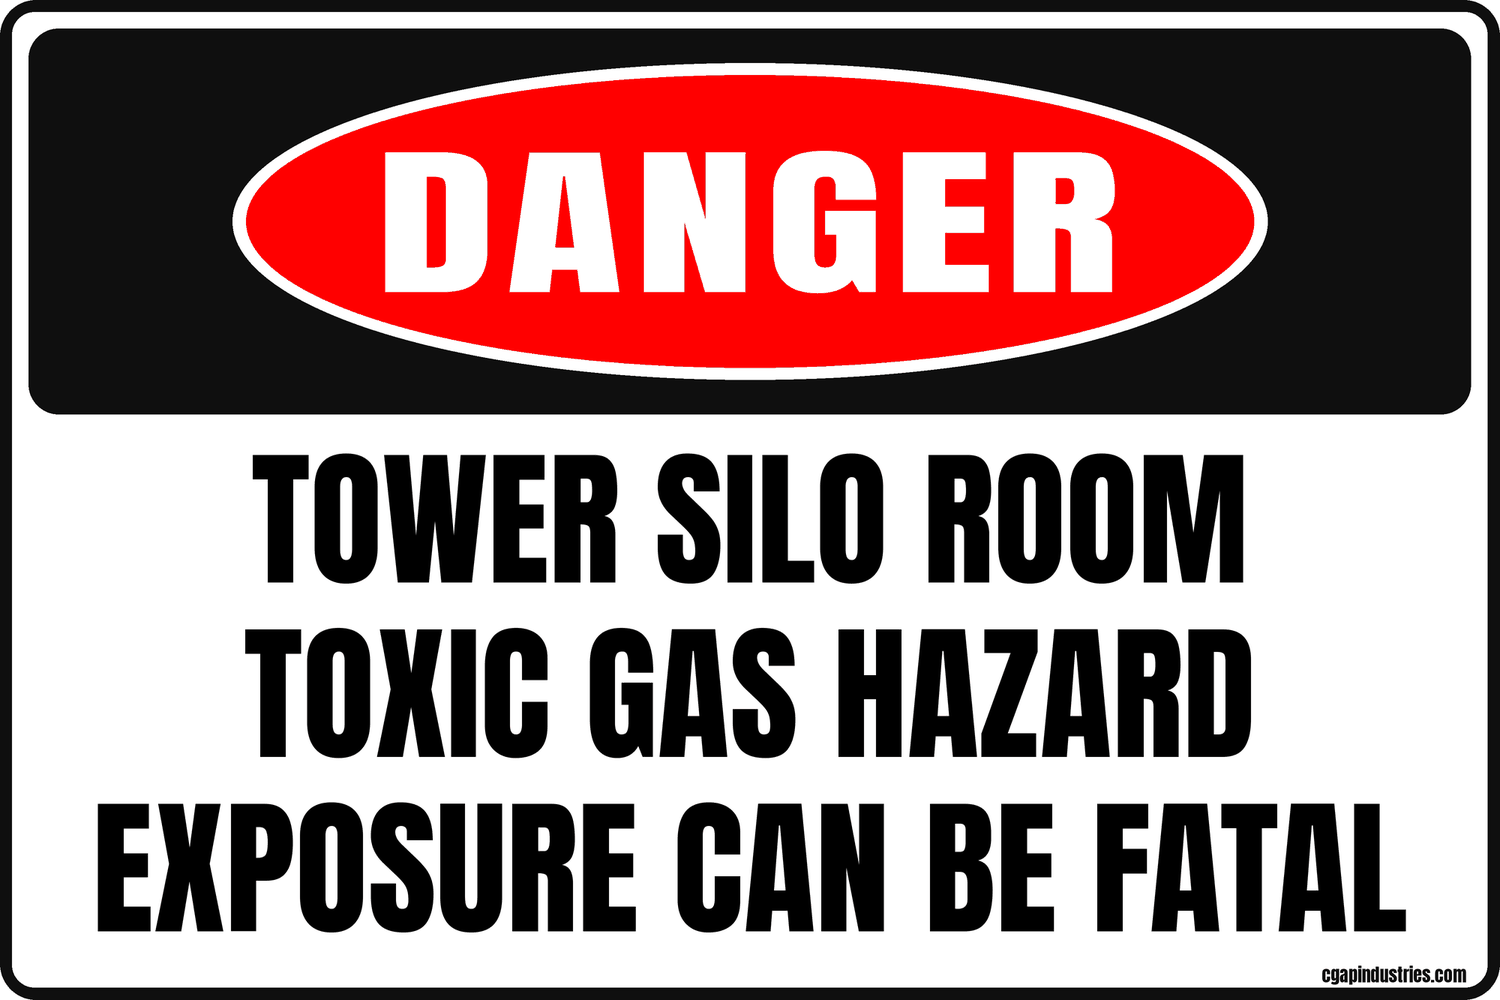 DANGER
TOWER SILO ROOM
TOXIC GAS HAZARD
EXPOSURE CAN BE FATAL
cgapindustries.com